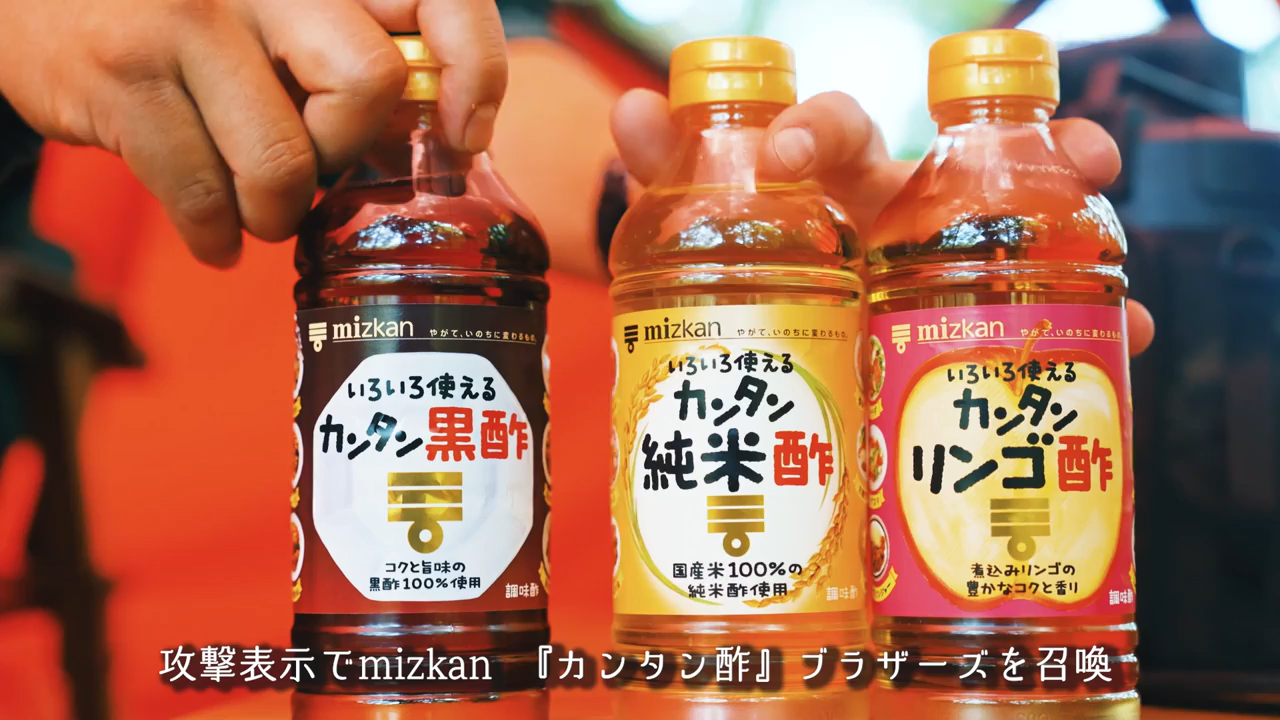 mizkan やがて、いのちに変わるもの。
いろいろ使える
カンタン黒酢
コクと旨味の
黒酢100%使用
調味酢
mizkan やがて、いのちに変わるもの。
いろいろ使える
カンタン
純米酢
国産米100%の
純米酢使用
調味酢
mizkan やがて、いのちに変わるもの。
いろいろ使える
カンタン
リンゴ酢
煮込みリンゴの
豊かなコクと香り
調味酢
攻撃表示でmizkan 『カンタン酢』ブラザーズを召喚